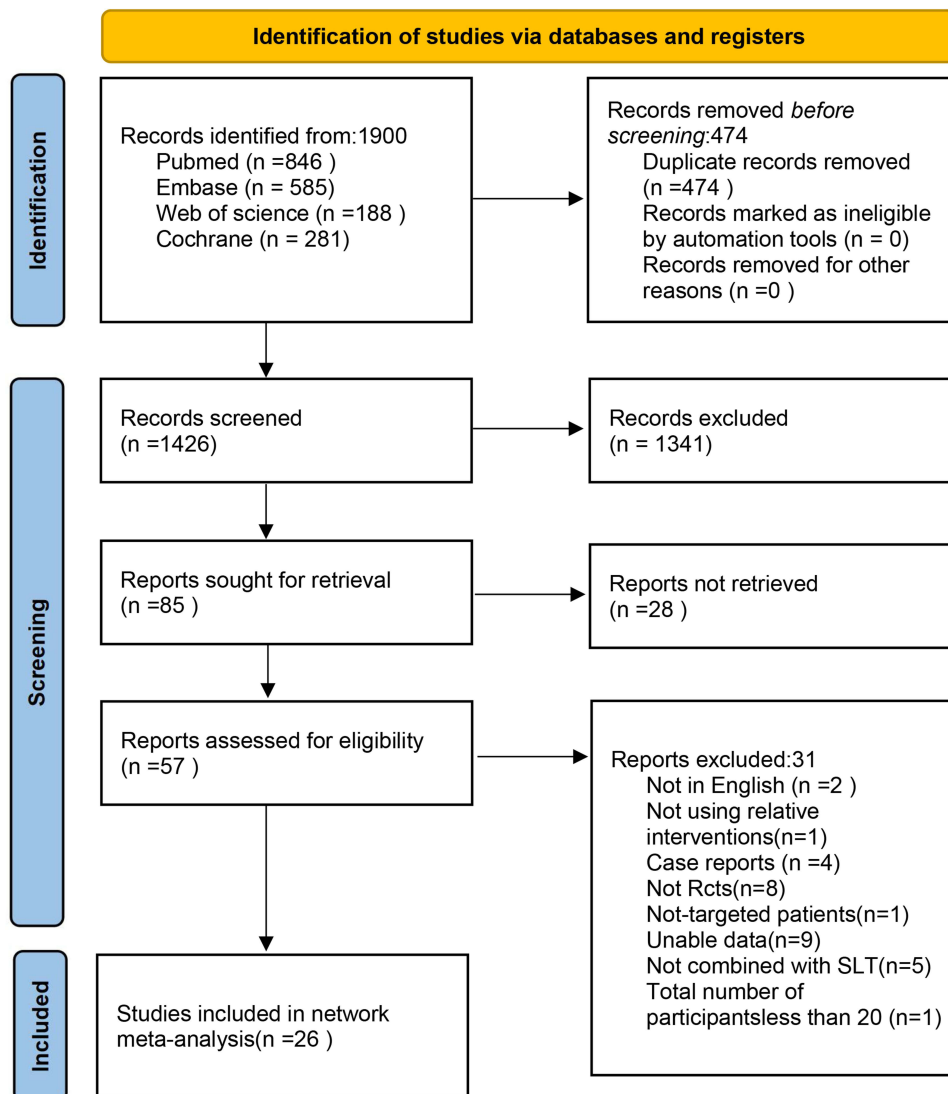 Identification of studies via databases and registers
Identification
Records identified from:1900
Pubmed (n =846 )
Embase (n = 585)
Web of science (n =188 )
Cochrane (n = 281)
Records removed before
screening:474
Duplicate records removed
(n =474 )
Records marked as ineligible
by automation tools (n = 0)
Records removed for other
reasons (n =0 )
Screening
Records screened
(n =1426)
Records excluded
(n = 1341)
Reports sought for retrieval
(n =85 )
Reports not retrieved
(n =28 )
Reports assessed for eligibility
(n =57 )
Reports excluded:31
Not in English (n =2 )
Not using relative
interventions(n=1)
Case reports (n =4)
Not Rcts(n=8)
Not-targeted patients(n=1)
Unable data(n=9)
Not combined with SLT(n=5)
Total number of
participantsless than 20 (n=1)
Included
Studies included in network
meta-analysis(n =26 )